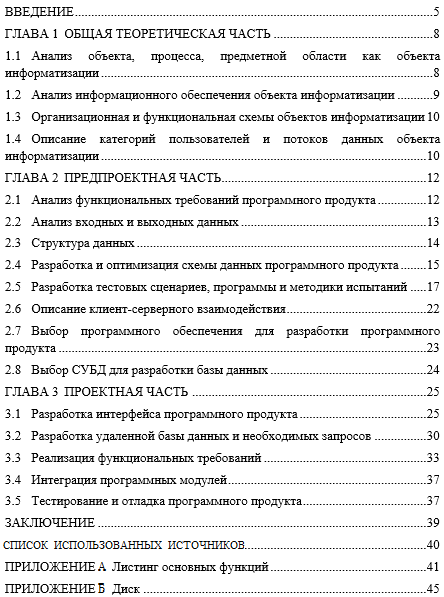 ВВЕДЕНИЕ 5
ГЛАВА 1 ОБЩАЯ ТЕОРЕТИЧЕСКАЯ ЧАСТЬ 8
1.1 Анализ объекта, процесса, предметной области как объекта
информатизации 8
1.2 Анализ информационного обеспечения объекта информатизации 9
1.3 Организационная и функциональная схемы объектов информатизации 10
1.4 Описание категорий пользователей и потоков данных объекта
информатизации 10
ГЛАВА 2 ПРЕДПРОЕКТНАЯ ЧАСТЬ 12
2.1 Анализ функциональных требований программного продукта 12
2.2 Анализ входных и выходных данных 13
2.3 Структура данных 14
2.4 Разработка и оптимизация схемы данных программного продукта 15
2.5 Разработка тестовых сценариев, программы и методики испытаний 17
2.6 Описание клиент-серверного взаимодействия 22
2.7 Выбор программного обеспечения для разработки программного
продукта 23
2.8 Выбор СУБД для разработки базы данных 24
ГЛАВА 3 ПРОЕКТНАЯ ЧАСТЬ 25
3.1 Разработка интерфейса программного продукта 25
3.2 Разработка удаленной базы данных и необходимых запросов 30
3.3 Реализация функциональных требований 33
3.4 Интеграция программных модулей 37
3.5 Тестирование и отладка программного продукта 37
ЗАКЛЮЧЕНИЕ 39
СПИСОК ИСПОЛЬЗОВАННЫХ ИСТОЧНИКОВ 40
ПРИЛОЖЕНИЕ А Листинг основных функций 41
ПРИЛОЖЕНИЕ Б Диск 45